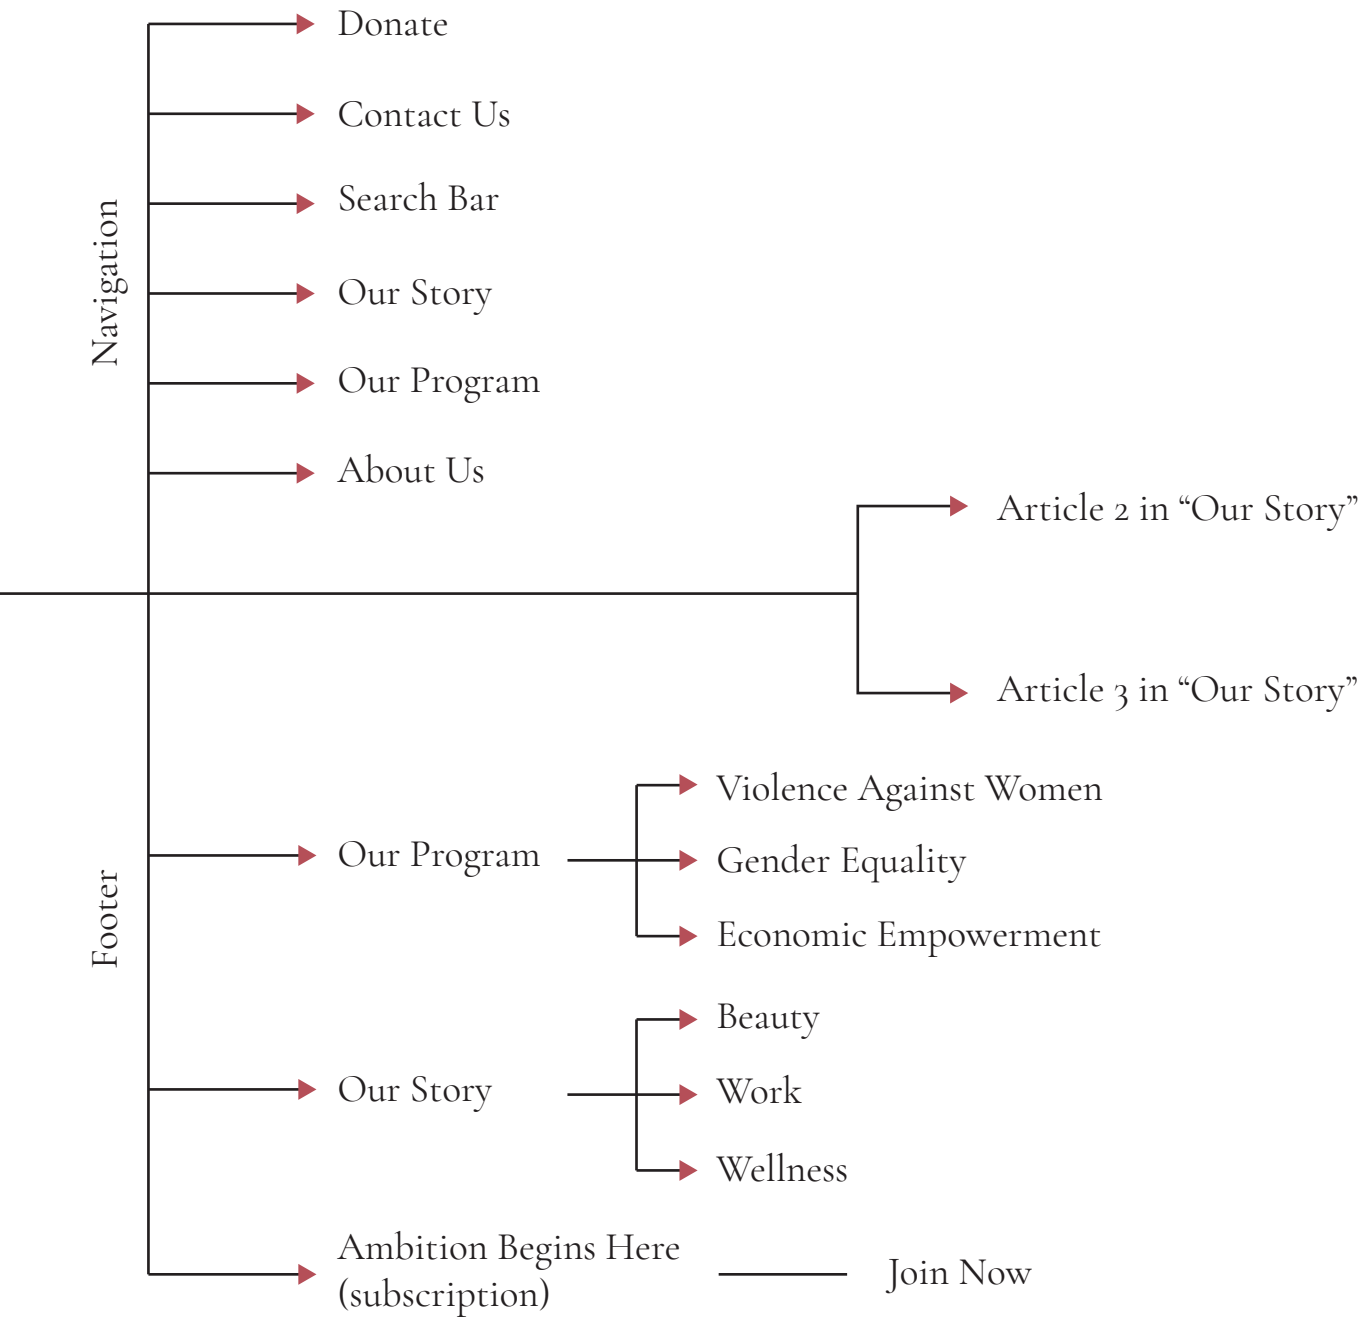 Donate
Contact Us
Search Bar
Navigation
Our Story
Our Program
About Us
Article 2 in “Our Story”
Article 3 in “Our Story”
Violence Against Women
Our Program
Gender Equality
Footer
Economic Empowerment
Beauty
Our Story
Work
Wellness
Ambition Begins Here
(subscription)
Join Now